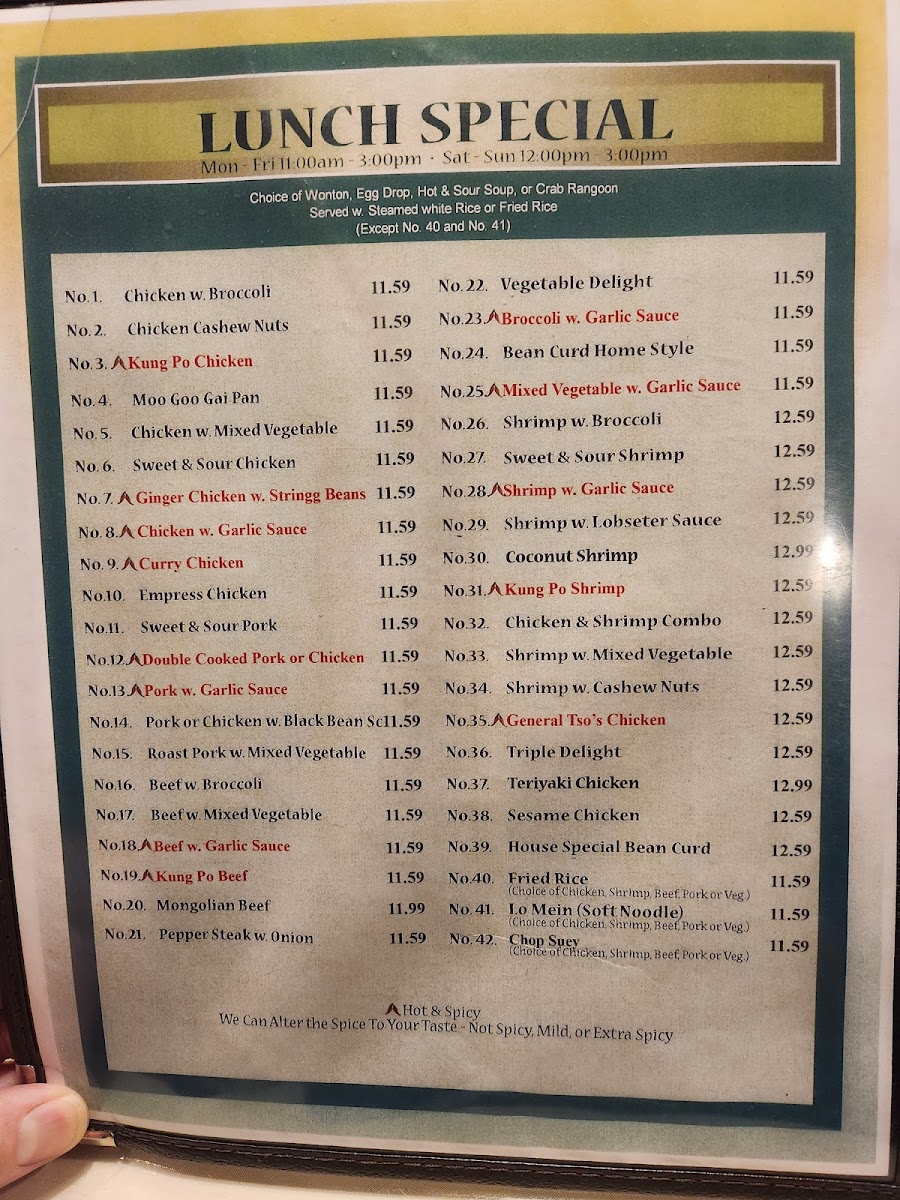 LUNCH SPECIAL
Mon - Fri 11:00am - 3:00pm · Sat - Sun 12:00pm - 3:00pm
Choice of Wonton, Egg Drop, Hot & Sour Soup, or Crab Rangoon
Served w. Steamed white Rice or Fried Rice
(Except No. 40 and No. 41)
No.1. Chicken w. Broccoli 11.59
No.2. Chicken Cashew Nuts 11.59
No.3. Kung Po Chicken 11.59
No.4. Moo Goo Gai Pan 11.59
No.5. Chicken w. Mixed Vegetable 11.59
No.6. Sweet & Sour Chicken 11.59
No.7. Ginger Chicken w. Stringg Beans 11.59
No.8. Chicken w. Garlic Sauce 11.59
No.9. Curry Chicken 11.59
No.10. Empress Chicken 11.59
No.11. Sweet & Sour Pork 11.59
No.12. Double Cooked Pork or Chicken 11.59
No.13. Pork w. Garlic Sauce 11.59
No.14. Pork or Chicken w. Black Bean Sc 11.59
No.15. Roast Pork w. Mixed Vegetable 11.59
No.16. Beef w. Broccoli 11.59
No.17. Beef w. Mixed Vegetable 11.59
No.18. Beef w. Garlic Sauce 11.59
No.19. Kung Po Beef 11.59
No.20. Mongolian Beef 11.99
No.21. Pepper Steak w. Onion 11.59
No.22. Vegetable Delight 11.59
No.23. Broccoli w. Garlic Sauce 11.59
No.24. Bean Curd Home Style 11.59
No.25. Mixed Vegetable w. Garlic Sauce 11.59
No.26. Shrimp w. Broccoli 12.59
No.27. Sweet & Sour Shrimp 12.59
No.28. Shrimp w. Garlic Sauce 12.59
No.29. Shrimp w. Lobseter Sauce 12.59
No.30. Coconut Shrimp 12.99
No.31. Kung Po Shrimp 12.59
No.32. Chicken & Shrimp Combo 12.59
No.33. Shrimp w. Mixed Vegetable 12.59
No.34. Shrimp w. Cashew Nuts 12.59
No.35. General Tso's Chicken 12.59
No.36. Triple Delight 12.59
No.37. Teriyaki Chicken 12.99
No.38. Sesame Chicken 12.59
No.39. House Special Bean Curd 12.59
No.40. Fried Rice 11.59
(Choice of Chicken, Shrimp, Beef, Pork or Veg.)
No.41. Lo Mein (Soft Noodle) 11.59
(Choice of Chicken, Shrimp, Beef, Pork or Veg.)
No.42. Chop Suey 11.59
(Choice of Chicken, Shrimp, Beef, Pork or Veg.)
Hot & Spicy
We Can Alter the Spice To Your Taste - Not Spicy, Mild, or Extra Spicy